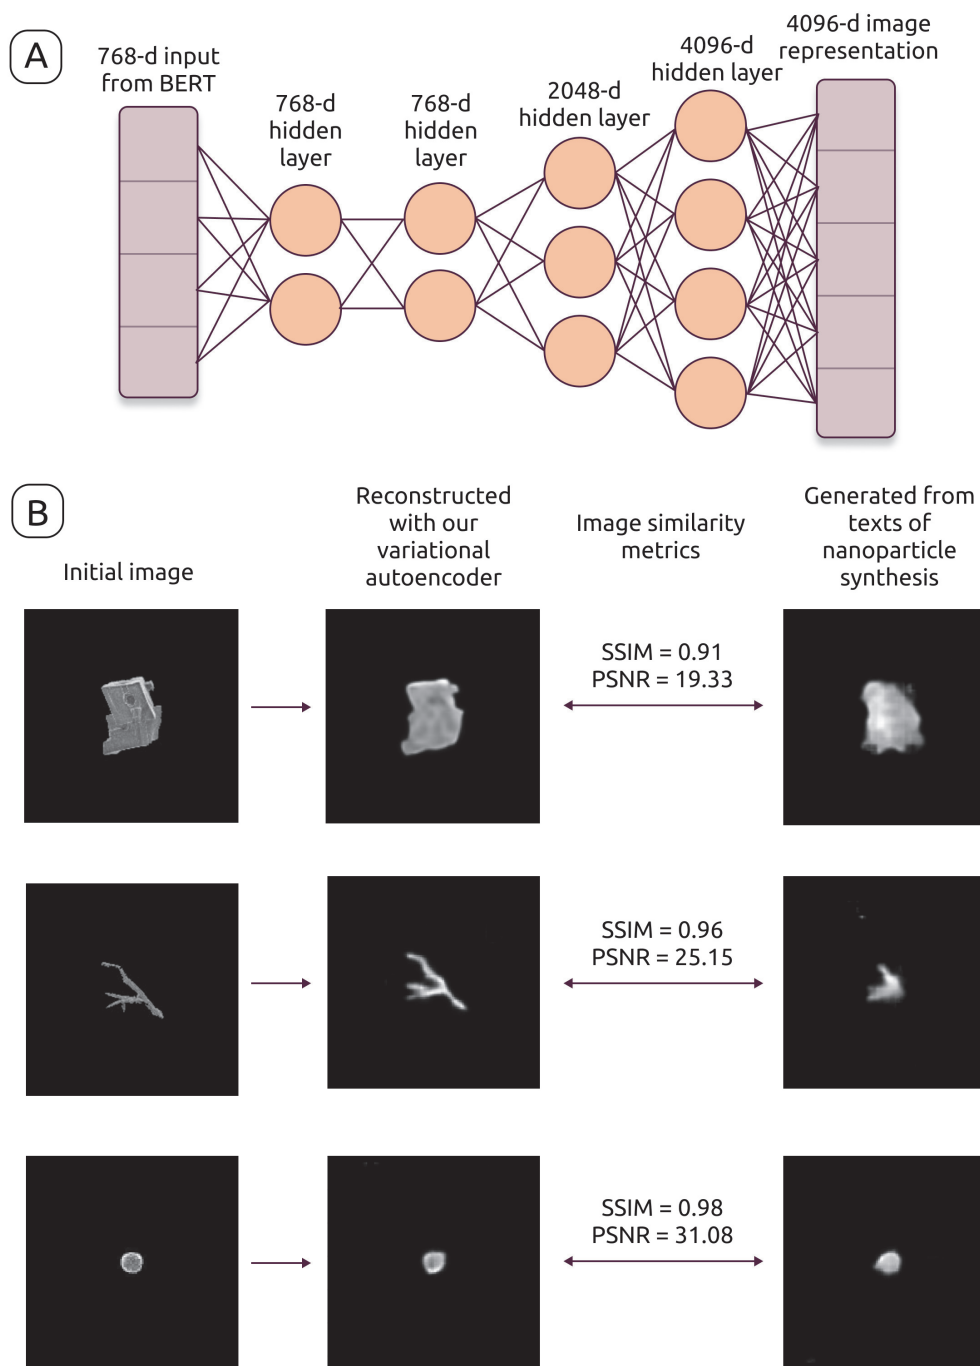 A
768-d input
from BERT
768-d
hidden
layer
768-d
hidden
layer
2048-d
hidden layer
4096-d
hidden layer
4096-d image
representation
B
Initial image
Reconstructed
with our
variational
autoencoder
Image similarity
metrics
Generated from
texts of
nanoparticle
synthesis
SSIM = 0.91
PSNR = 19.33
SSIM = 0.96
PSNR = 25.15
SSIM = 0.98
PSNR = 31.08